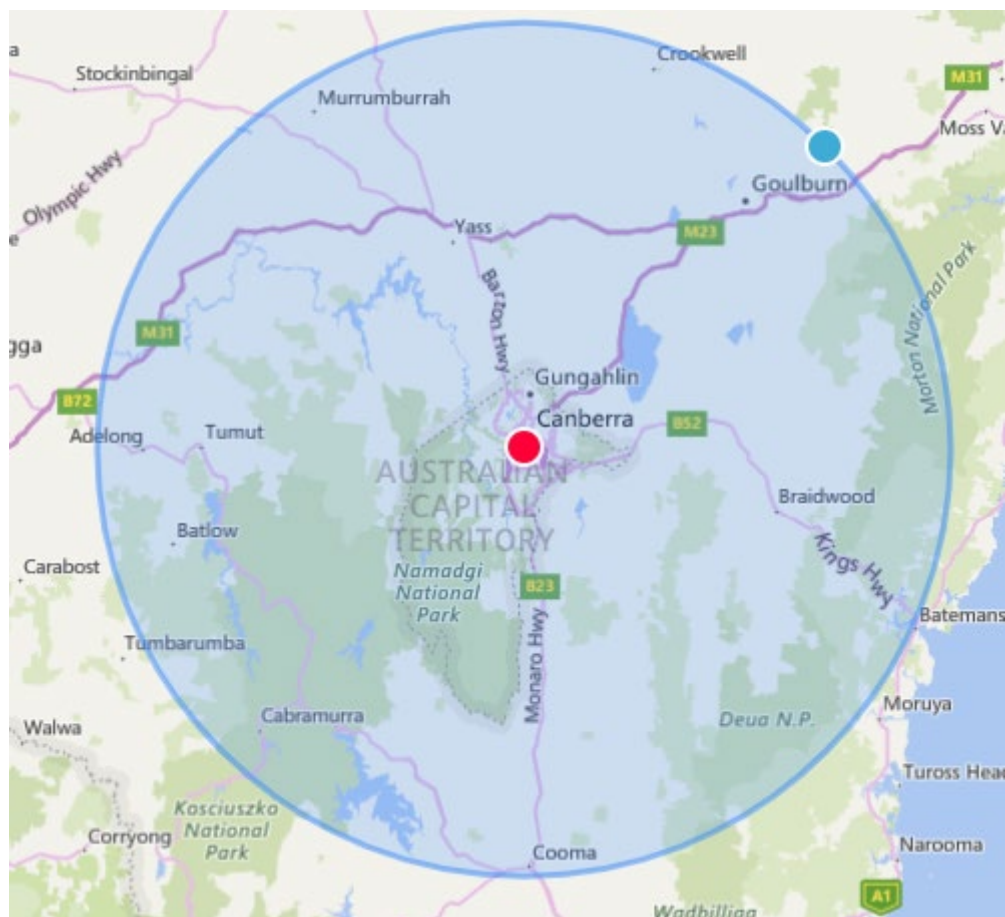 Crookwell
Stockinbingal
M31
Murrumburrah
Moss Va
Olympic Hwy
Goulburn
Yass
M23
Barton Hwy
Morton National Park
M31
gga
Gungahlin
B72
Canberra
B52
Adelong
Tumut
AUSTRALIAN
CAPITAL
TERRITORY
Braidwood
Batlow
Kings Hwy
Carabost
Namadgi
National
Park
B23
Batemans
Tumbarumba
Monaro Hwy
Cabramurra
Deua N.P.
Moruya
Walwa
Tuross Head
Kosciuszko
National
Park
Corryong
Cooma
Narooma
A1
Wadbilliga